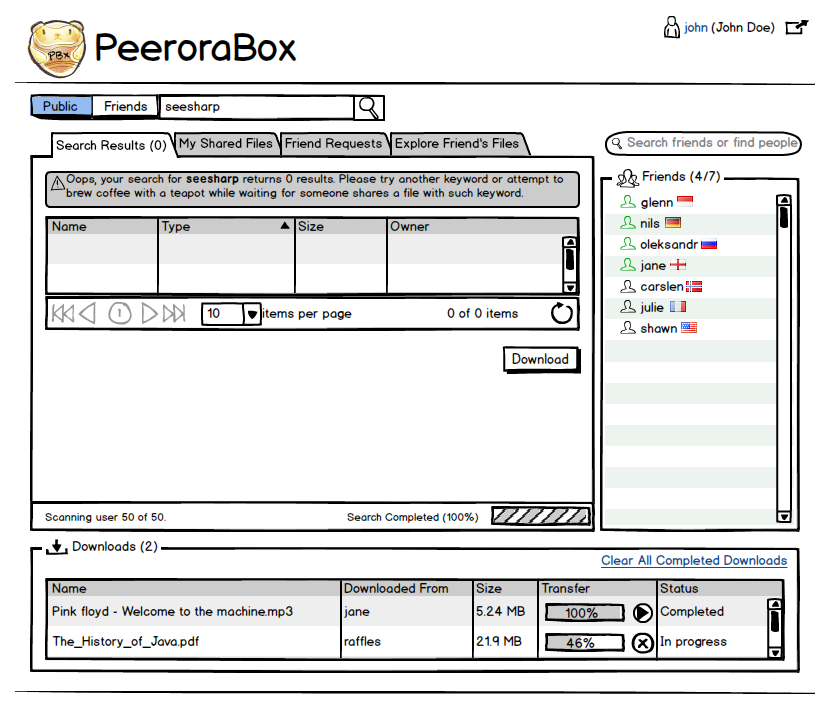 PBx
PeeroraBox
john (John Doe)
Public Friends seesharp
Search Results (0) My Shared Files Friend Requests Explore Friend's Files
Oops, your search for seesharp returns 0 results. Please try another keyword or attempt to
brew coffee with a teapot while waiting for someone shares a file with such keyword.
Name Type Size Owner
1 10 items per page 0 of 0 items
Download
Scanning user 50 of 50. Search Completed (100%)
Search friends or find people
Friends (4/7)
glenn
nils
oleksandr
jane
carslen
julie
shawn
Downloads (2)
Clear All Completed Downloads
Name Downloaded From Size Transfer Status
Pink floyd - Welcome to the machine.mp3 jane 5.24 MB 100% Completed
The_History_of_Java.pdf raffles 21.9 MB 46% In progress